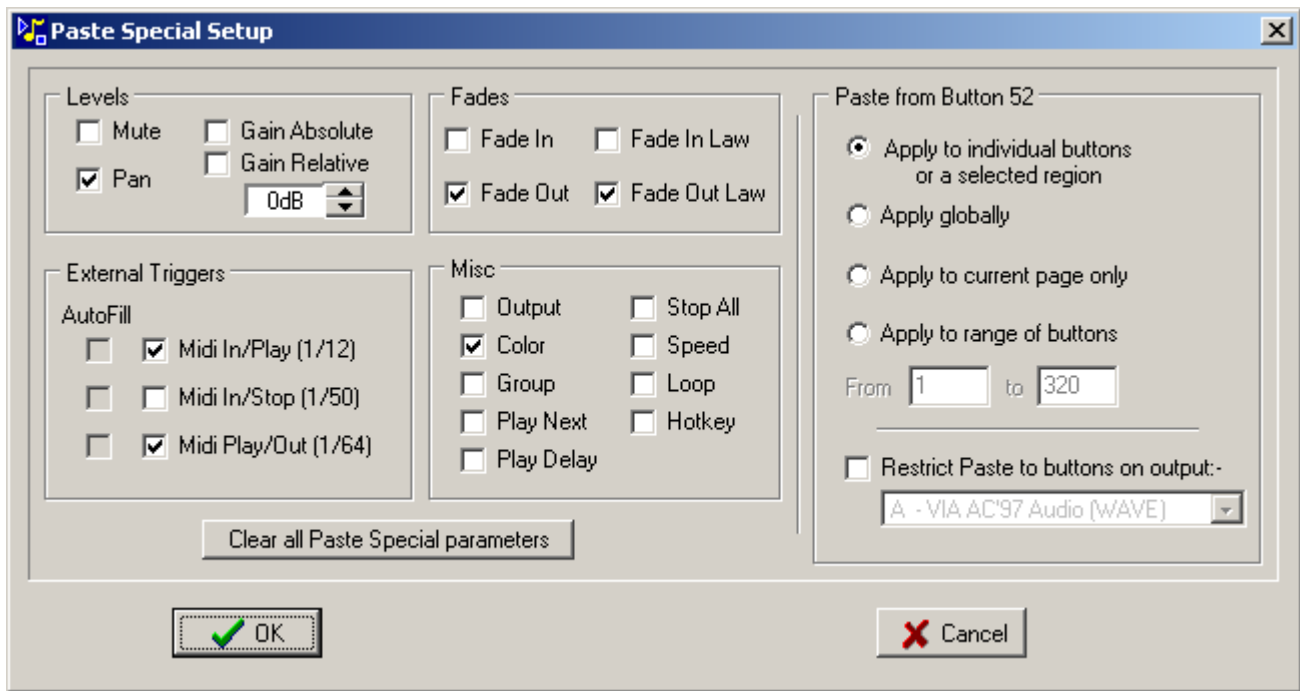 Paste Special Setup
Levels
Mute
Gain Absolute
Pan
Gain Relative
0dB
Fades
Fade In
Fade In Law
Fade Out
Fade Out Law
External Triggers
AutoFill
Midi In/Play (1/12)
Midi In/Stop (1/50)
Midi Play/Out (1/64)
Misc
Output
Stop All
Color
Speed
Group
Loop
Play Next
Hotkey
Play Delay
Clear all Paste Special parameters
Paste from Button 52
Apply to individual buttons
or a selected region
Apply globally
Apply to current page only
Apply to range of buttons
From 1 to 320
Restrict Paste to buttons on output:-
A - VIA AC'97 Audio (WAVE)
OK
Cancel